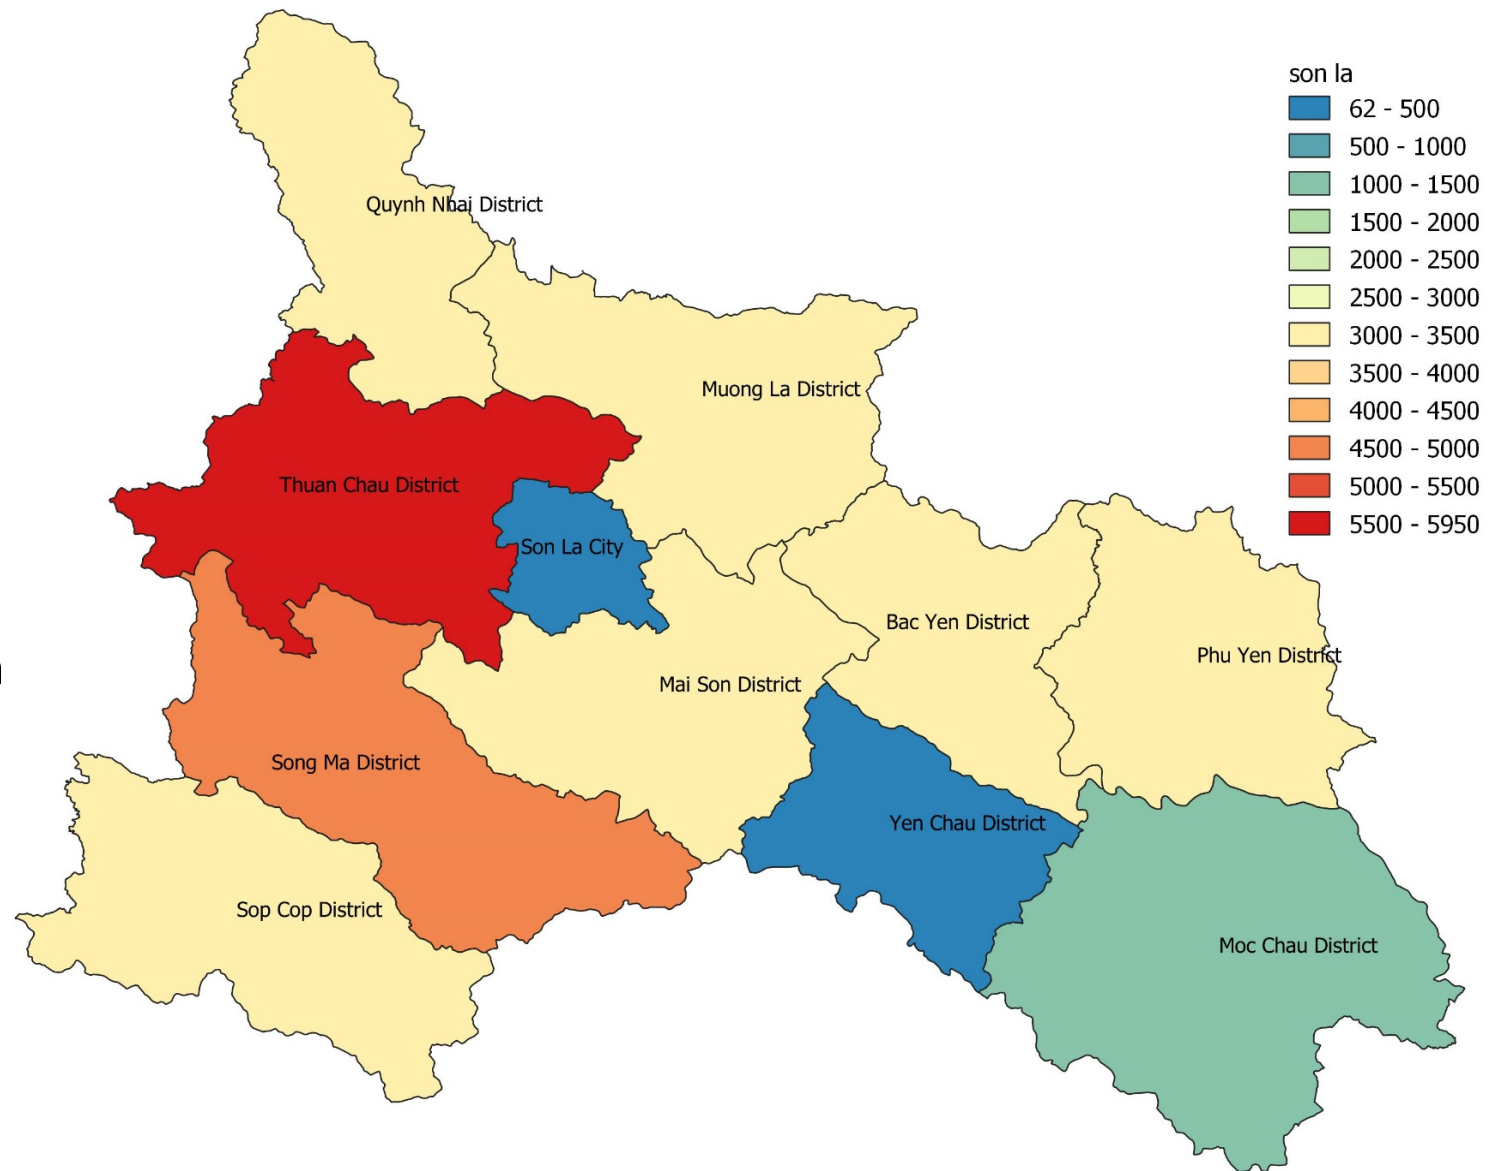 son la
62 - 500
500 - 1000
1000 - 1500
1500 - 2000
2000 - 2500
2500 - 3000
3000 - 3500
3500 - 4000
4000 - 4500
4500 - 5000
5000 - 5500
5500 - 5950
Quynh Nhai District
Muong La District
Thuan Chau District
Son La City
Bac Yen District
Phu Yen District
Mai Son District
Song Ma District
Yen Chau District
Sop Cop District
Moc Chau District